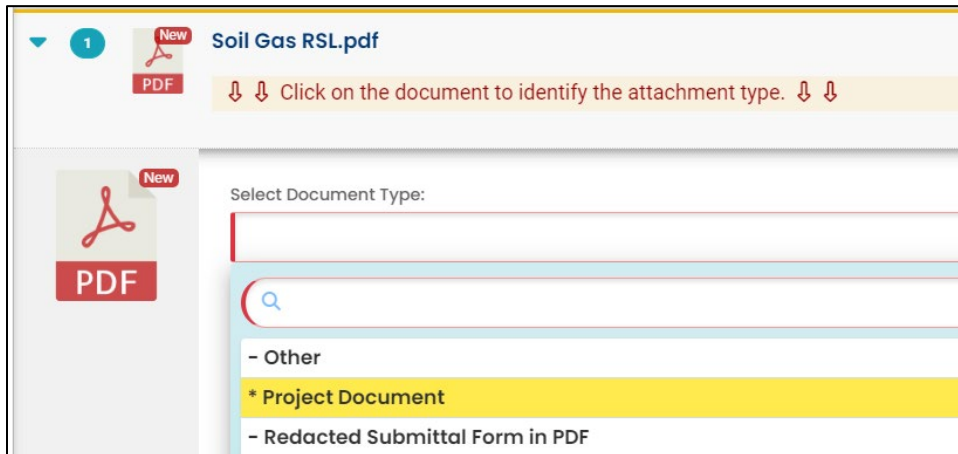 1
New
PDF
Soil Gas RSL.pdf
⇩ ⇩ Click on the document to identify the attachment type. ⇩ ⇩
New
PDF
Select Document Type:
- Other
* Project Document
- Redacted Submittal Form in PDF